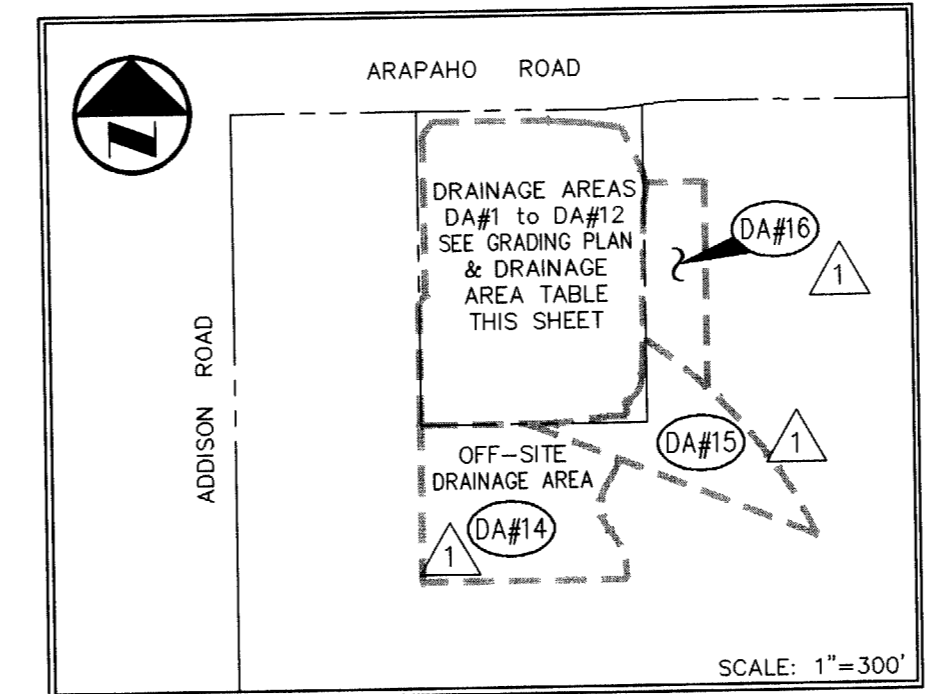 ARAPAHO ROAD
N
DRAINAGE AREAS
DA#1 to DA#12
SEE GRADING PLAN
& DRAINAGE
AREA TABLE
THIS SHEET
DA#16
1
ADDISON ROAD
DA#15
1
OFF-SITE
DRAINAGE AREA
DA#14
1
SCALE: 1"=300'